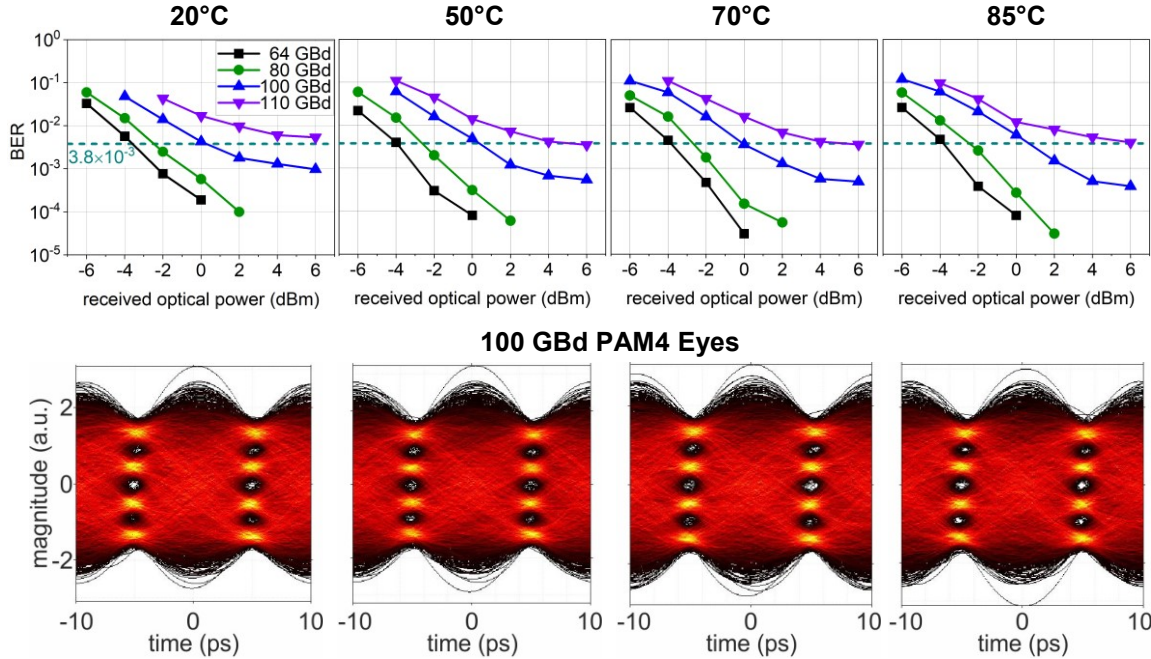 20°C 50°C 70°C 85°C
10⁰
10⁻¹
10⁻²
10⁻³
10⁻⁴
10⁻⁵
BER
64 GBd
80 GBd
100 GBd
110 GBd
3.8×10⁻³
-6 -4 -2 0 2 4 6
-6 -4 -2 0 2 4 6
-6 -4 -2 0 2 4 6
-6 -4 -2 0 2 4 6
received optical power (dBm) received optical power (dBm) received optical power (dBm) received optical power (dBm)
100 GBd PAM4 Eyes
magnitude (a.u.)
2
0
-2
-10 0 10
-10 0 10
-10 0 10
-10 0 10
time (ps) time (ps) time (ps) time (ps)